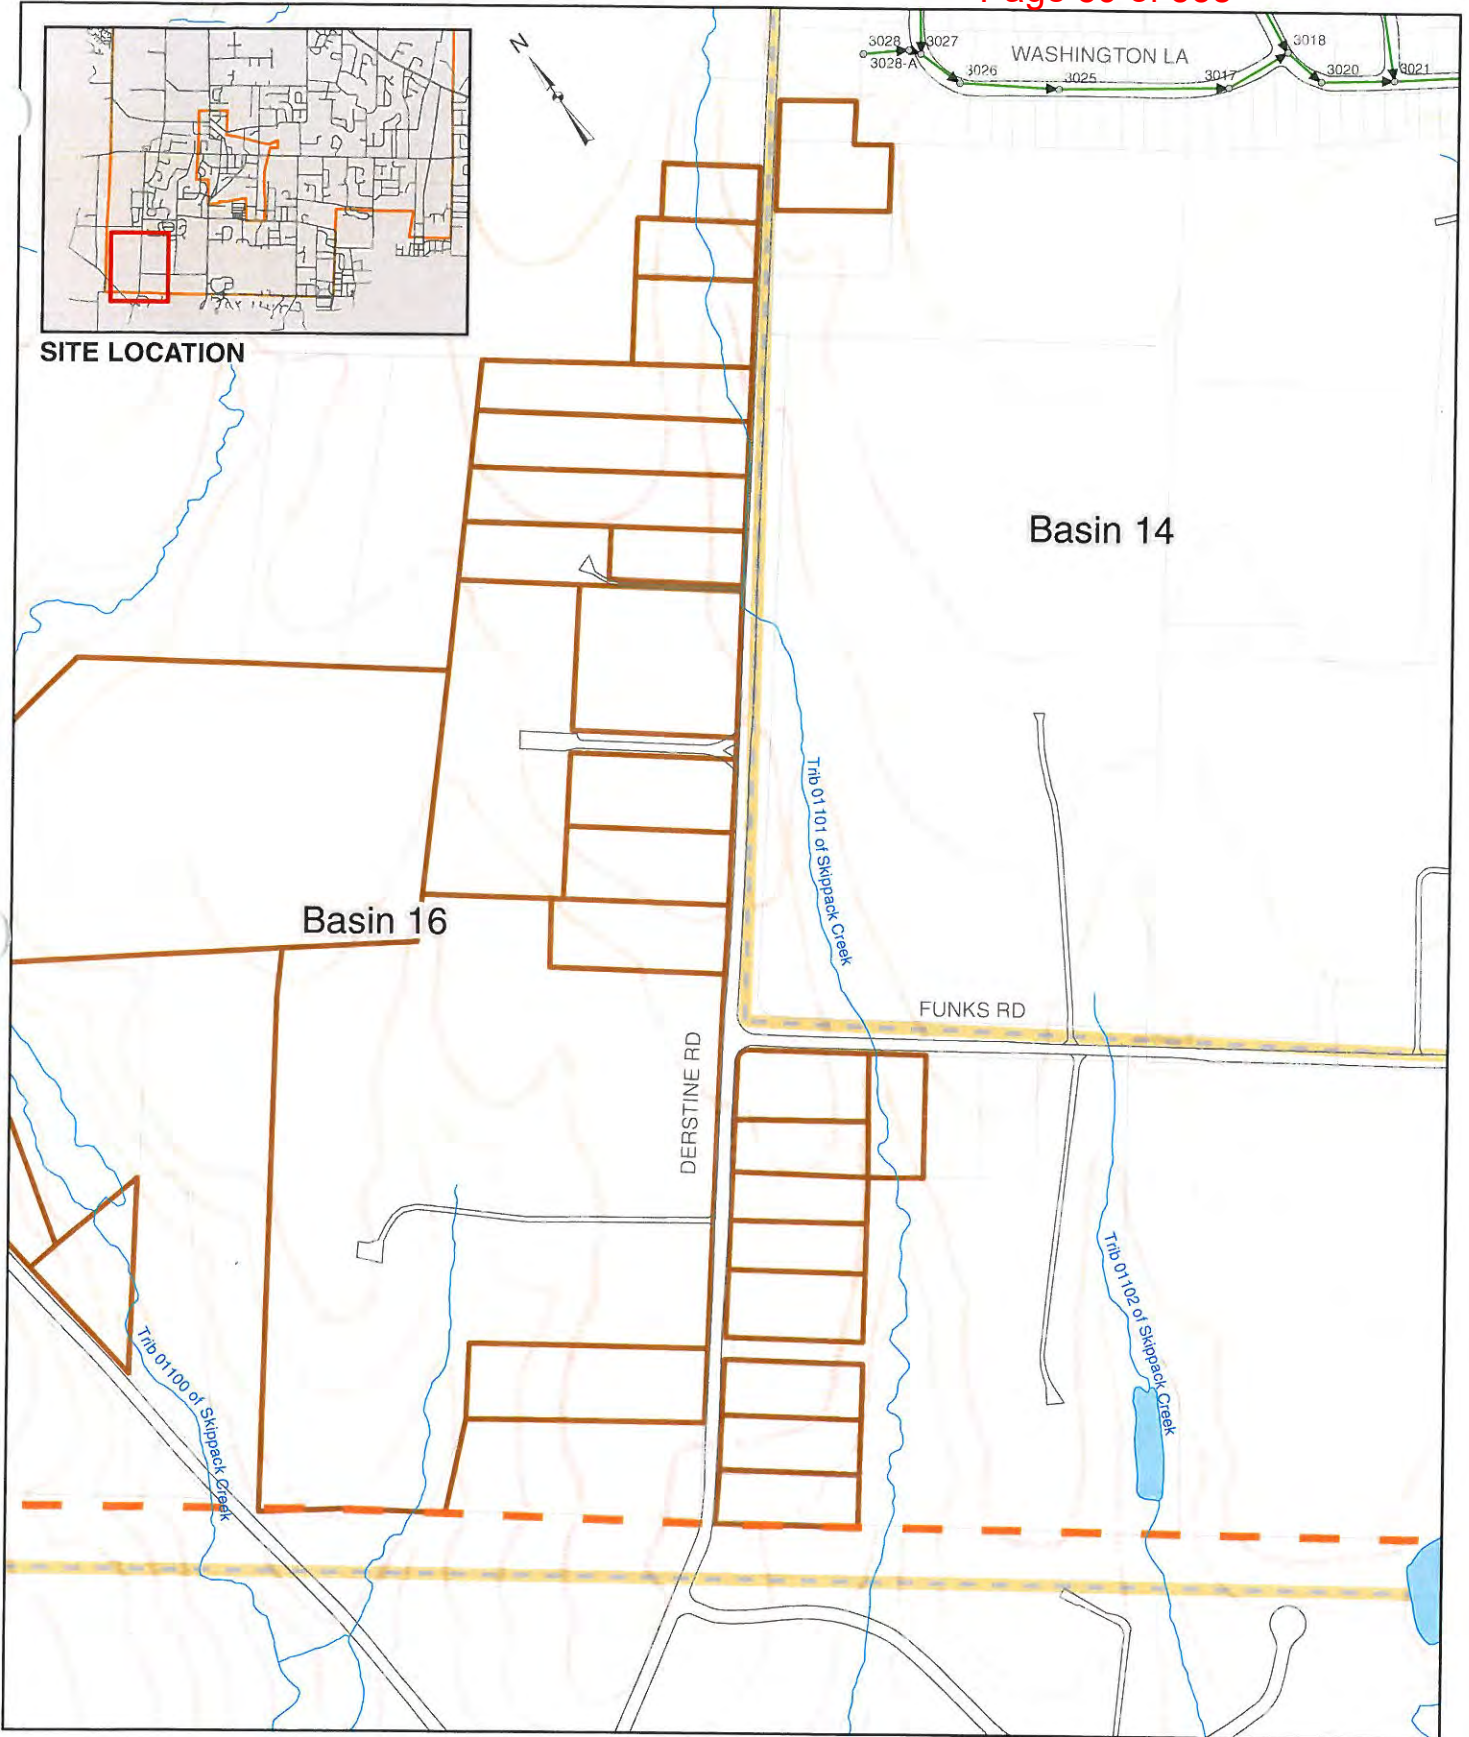 3028
3027
3028-A
3026
WASHINGTON LA
3025
3017
3018
3020
3021
N
SITE LOCATION
Basin 14
Trib 01101 of Skippack Creek
Basin 16
FUNKS RD
DERSTINE RD
Trib 01102 of Skippack Creek
Trib 01100 of Skippack Creek